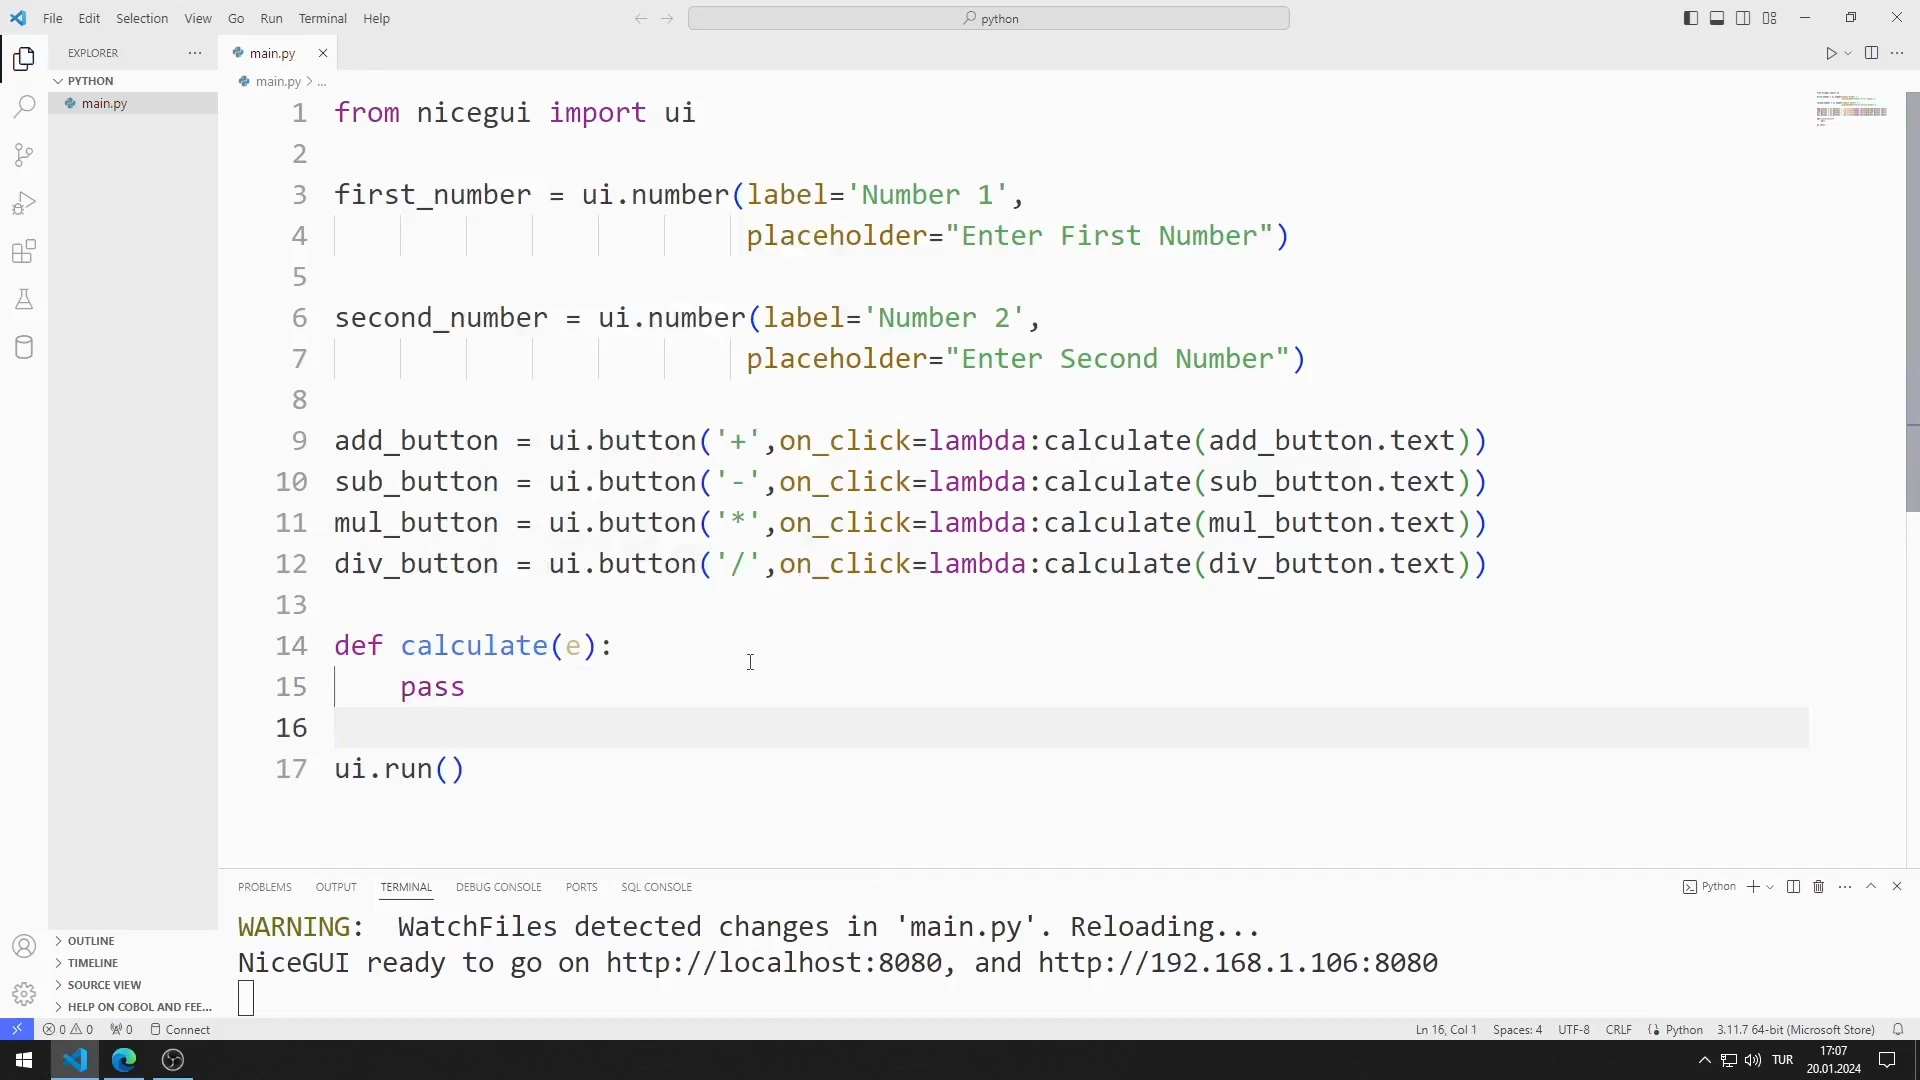 File Edit Selection View Go Run Terminal Help
python
EXPLORER
PYTHON
main.py
main.py
main.py > ...
1 from nicegui import ui
2
3 first_number = ui.number(label='Number 1',
4 placeholder="Enter First Number")
5
6 second_number = ui.number(label='Number 2',
7 placeholder="Enter Second Number")
8
9 add_button = ui.button('+',on_click=lambda:calculate(add_button.text))
10 sub_button = ui.button('-',on_click=lambda:calculate(sub_button.text))
11 mul_button = ui.button('*',on_click=lambda:calculate(mul_button.text))
12 div_button = ui.button('/',on_click=lambda:calculate(div_button.text))
13
14 def calculate(e):
15 pass
16
17 ui.run()
PROBLEMS OUTPUT TERMINAL DEBUG CONSOLE PORTS SQL CONSOLE
Python
WARNING: WatchFiles detected changes in 'main.py'. Reloading...
NiceGUI ready to go on http://localhost:8080, and http://192.168.1.106:8080
OUTLINE
TIMELINE
SOURCE VIEW
HELP ON COBOL AND FEE...
0 0 0 Connect
Ln 16, Col 1 Spaces: 4 UTF-8 CRLF Python 3.11.7 64-bit (Microsoft Store)
TUR
17:07
20.01.2024